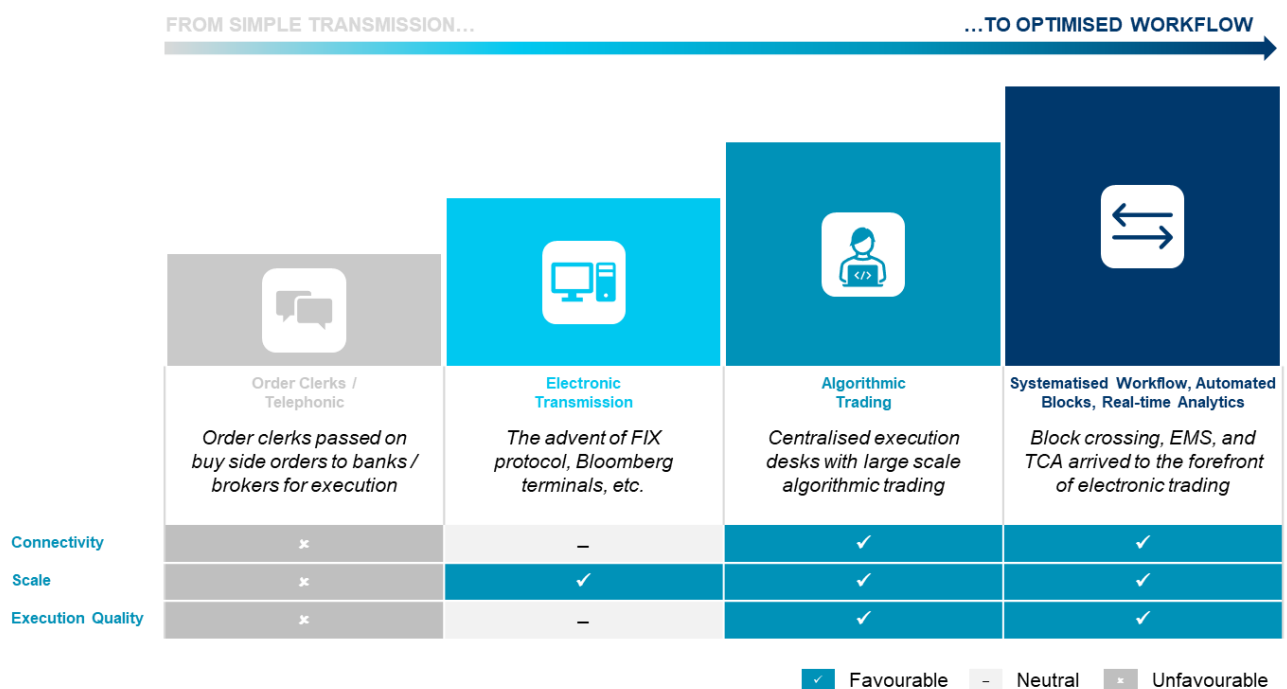 FROM SIMPLE TRANSMISSION…
…TO OPTIMISED WORKFLOW
</>
Order Clerks /
Telephonic
Order clerks passed on
buy side orders to banks /
brokers for execution
Electronic
Transmission
The advent of FIX
protocol, Bloomberg
terminals, etc.
Algorithmic
Trading
Centralised execution
desks with large scale
algorithmic trading
Systematised Workflow, Automated
Blocks, Real-time Analytics
Block crossing, EMS, and
TCA arrived to the forefront
of electronic trading
Connectivity ✖ – ✓ ✓
Scale ✖ ✓ ✓ ✓
Execution Quality ✖ – ✓ ✓
✓ Favourable – Neutral ✖ Unfavourable